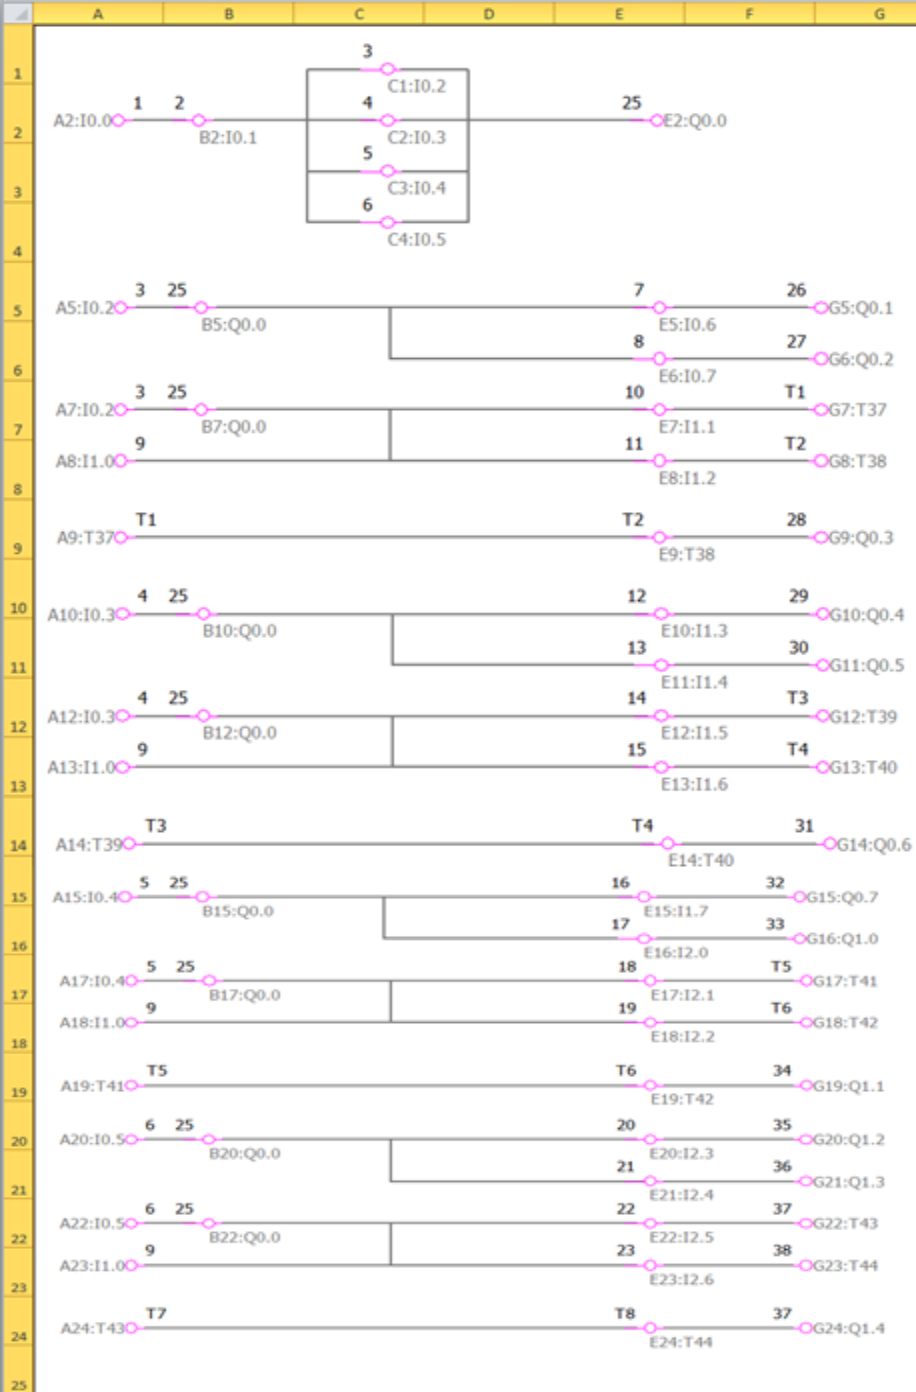 A B C D E F G
1
3
C1:I0.2
2
A2:I0.0 1 2 4 25 E2:Q0.0
B2:I0.1 C2:I0.3
5
3
C3:I0.4
6
4
C4:I0.5
3 25 7 26
5 A5:I0.2 G5:Q0.1
B5:Q0.0 E5:I0.6
8 27
6 G6:Q0.2
E6:I0.7
3 25 10 T1
7 A7:I0.2 G7:T37
B7:Q0.0 E7:I1.1
9 11 T2
8 A8:I1.0 G8:T38
E8:I1.2
T1 T2 28
9 A9:T37 G9:Q0.3
E9:T38
4 25 12 29
10 A10:I0.3 G10:Q0.4
B10:Q0.0 E10:I1.3
13 30
11 G11:Q0.5
E11:I1.4
4 25 14 T3
12 A12:I0.3 G12:T39
B12:Q0.0 E12:I1.5
9 15 T4
13 A13:I1.0 G13:T40
E13:I1.6
T3 T4 31
14 A14:T39 G14:Q0.6
E14:T40
5 25 16 32
15 A15:I0.4 G15:Q0.7
B15:Q0.0 E15:I1.7
17 33
16 G16:Q1.0
E16:I2.0
5 25 18 T5
17 A17:I0.4 G17:T41
B17:Q0.0 E17:I2.1
9 19 T6
18 A18:I1.0 G18:T42
E18:I2.2
T5 T6 34
19 A19:T41 G19:Q1.1
E19:T42
6 25 20 35
20 A20:I0.5 G20:Q1.2
B20:Q0.0 E20:I2.3
21 36
21 G21:Q1.3
E21:I2.4
6 25 22 37
22 A22:I0.5 G22:T43
B22:Q0.0 E22:I2.5
9 23 38
23 A23:I1.0 G23:T44
E23:I2.6
T7 T8 37
24 A24:T43 G24:Q1.4
E24:T44
25